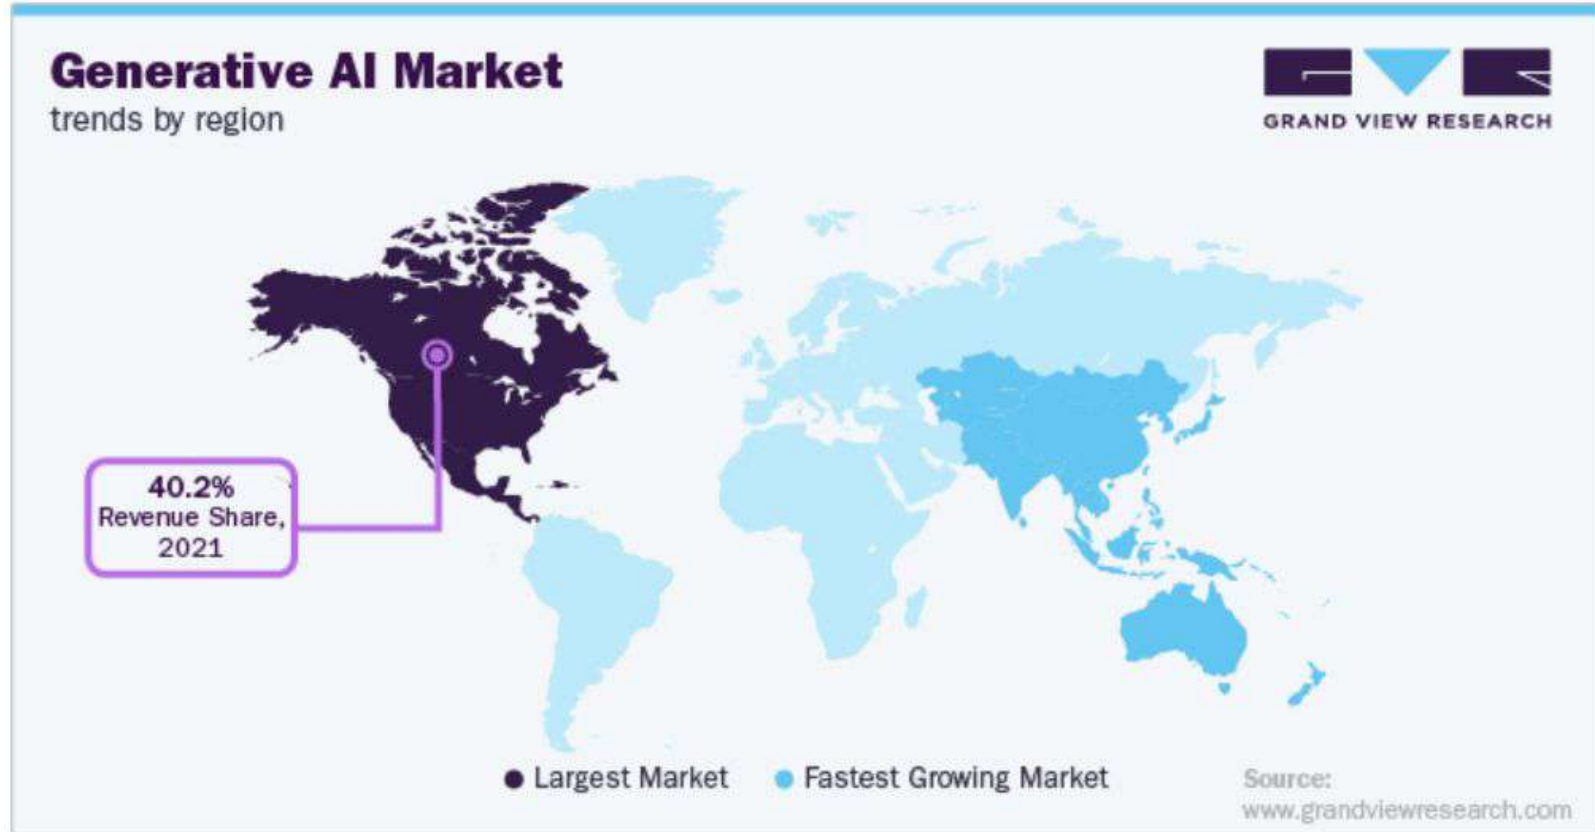 Generative AI Market
trends by region
GRAND VIEW RESEARCH
40.2%
Revenue Share,
2021
Largest Market
Fastest Growing Market
Source:
www.grandviewresearch.com